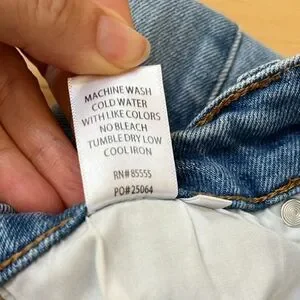 MACHINE WASH
COLD WATER
WITH LIKE COLORS
NO BLEACH
TUMBLE DRY LOW
COOL IRON
RN# 85555
PO# 25064